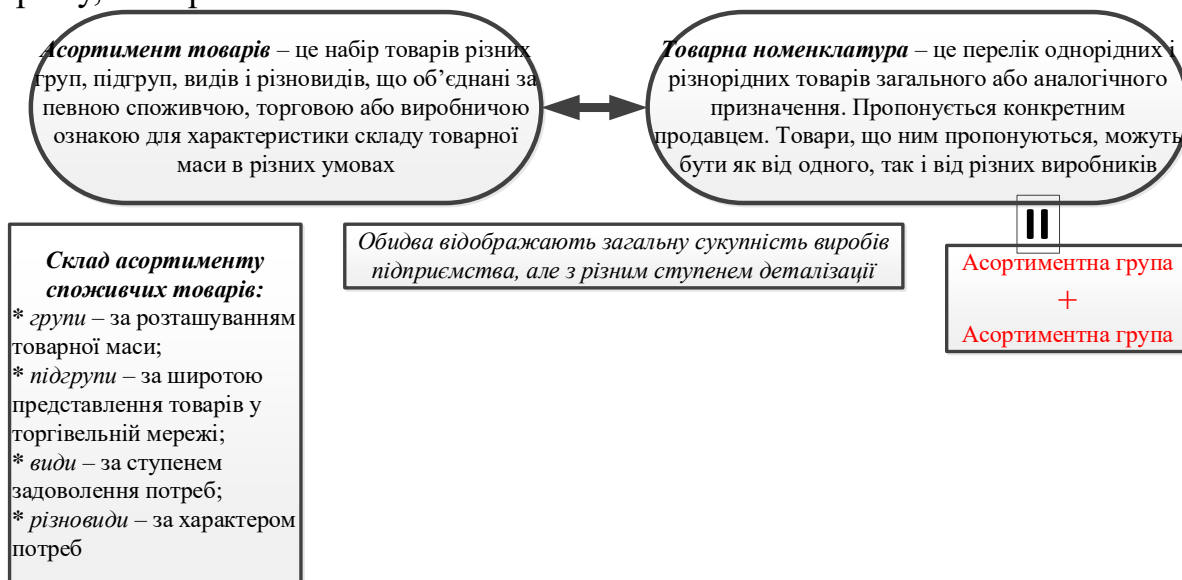 Асортимент товарів – це набір товарів різних
груп, підгруп, видів і різновидів, що об’єднані за
певною споживчою, торговою або виробничою
ознакою для характеристики складу товарної
маси в різних умовах
Товарна номенклатура – це перелік однорідних і
різнорідних товарів загального або аналогічного
призначення. Пропонується конкретним
продавцем. Товари, що ним пропонуються, можуть
бути як від одного, так і від різних виробників
Склад асортименту
споживчих товарів:
* групи – за розташуванням
товарної маси;
* підгрупи – за широтою
представлення товарів у
торгівельній мережі;
* види – за ступенем
задоволення потреб;
* різновиди – за характером
потреб
Обидва відображають загальну сукупність виробів
підприємства, але з різним ступенем деталізації
=
Асортиментна група
+
Асортиментна група